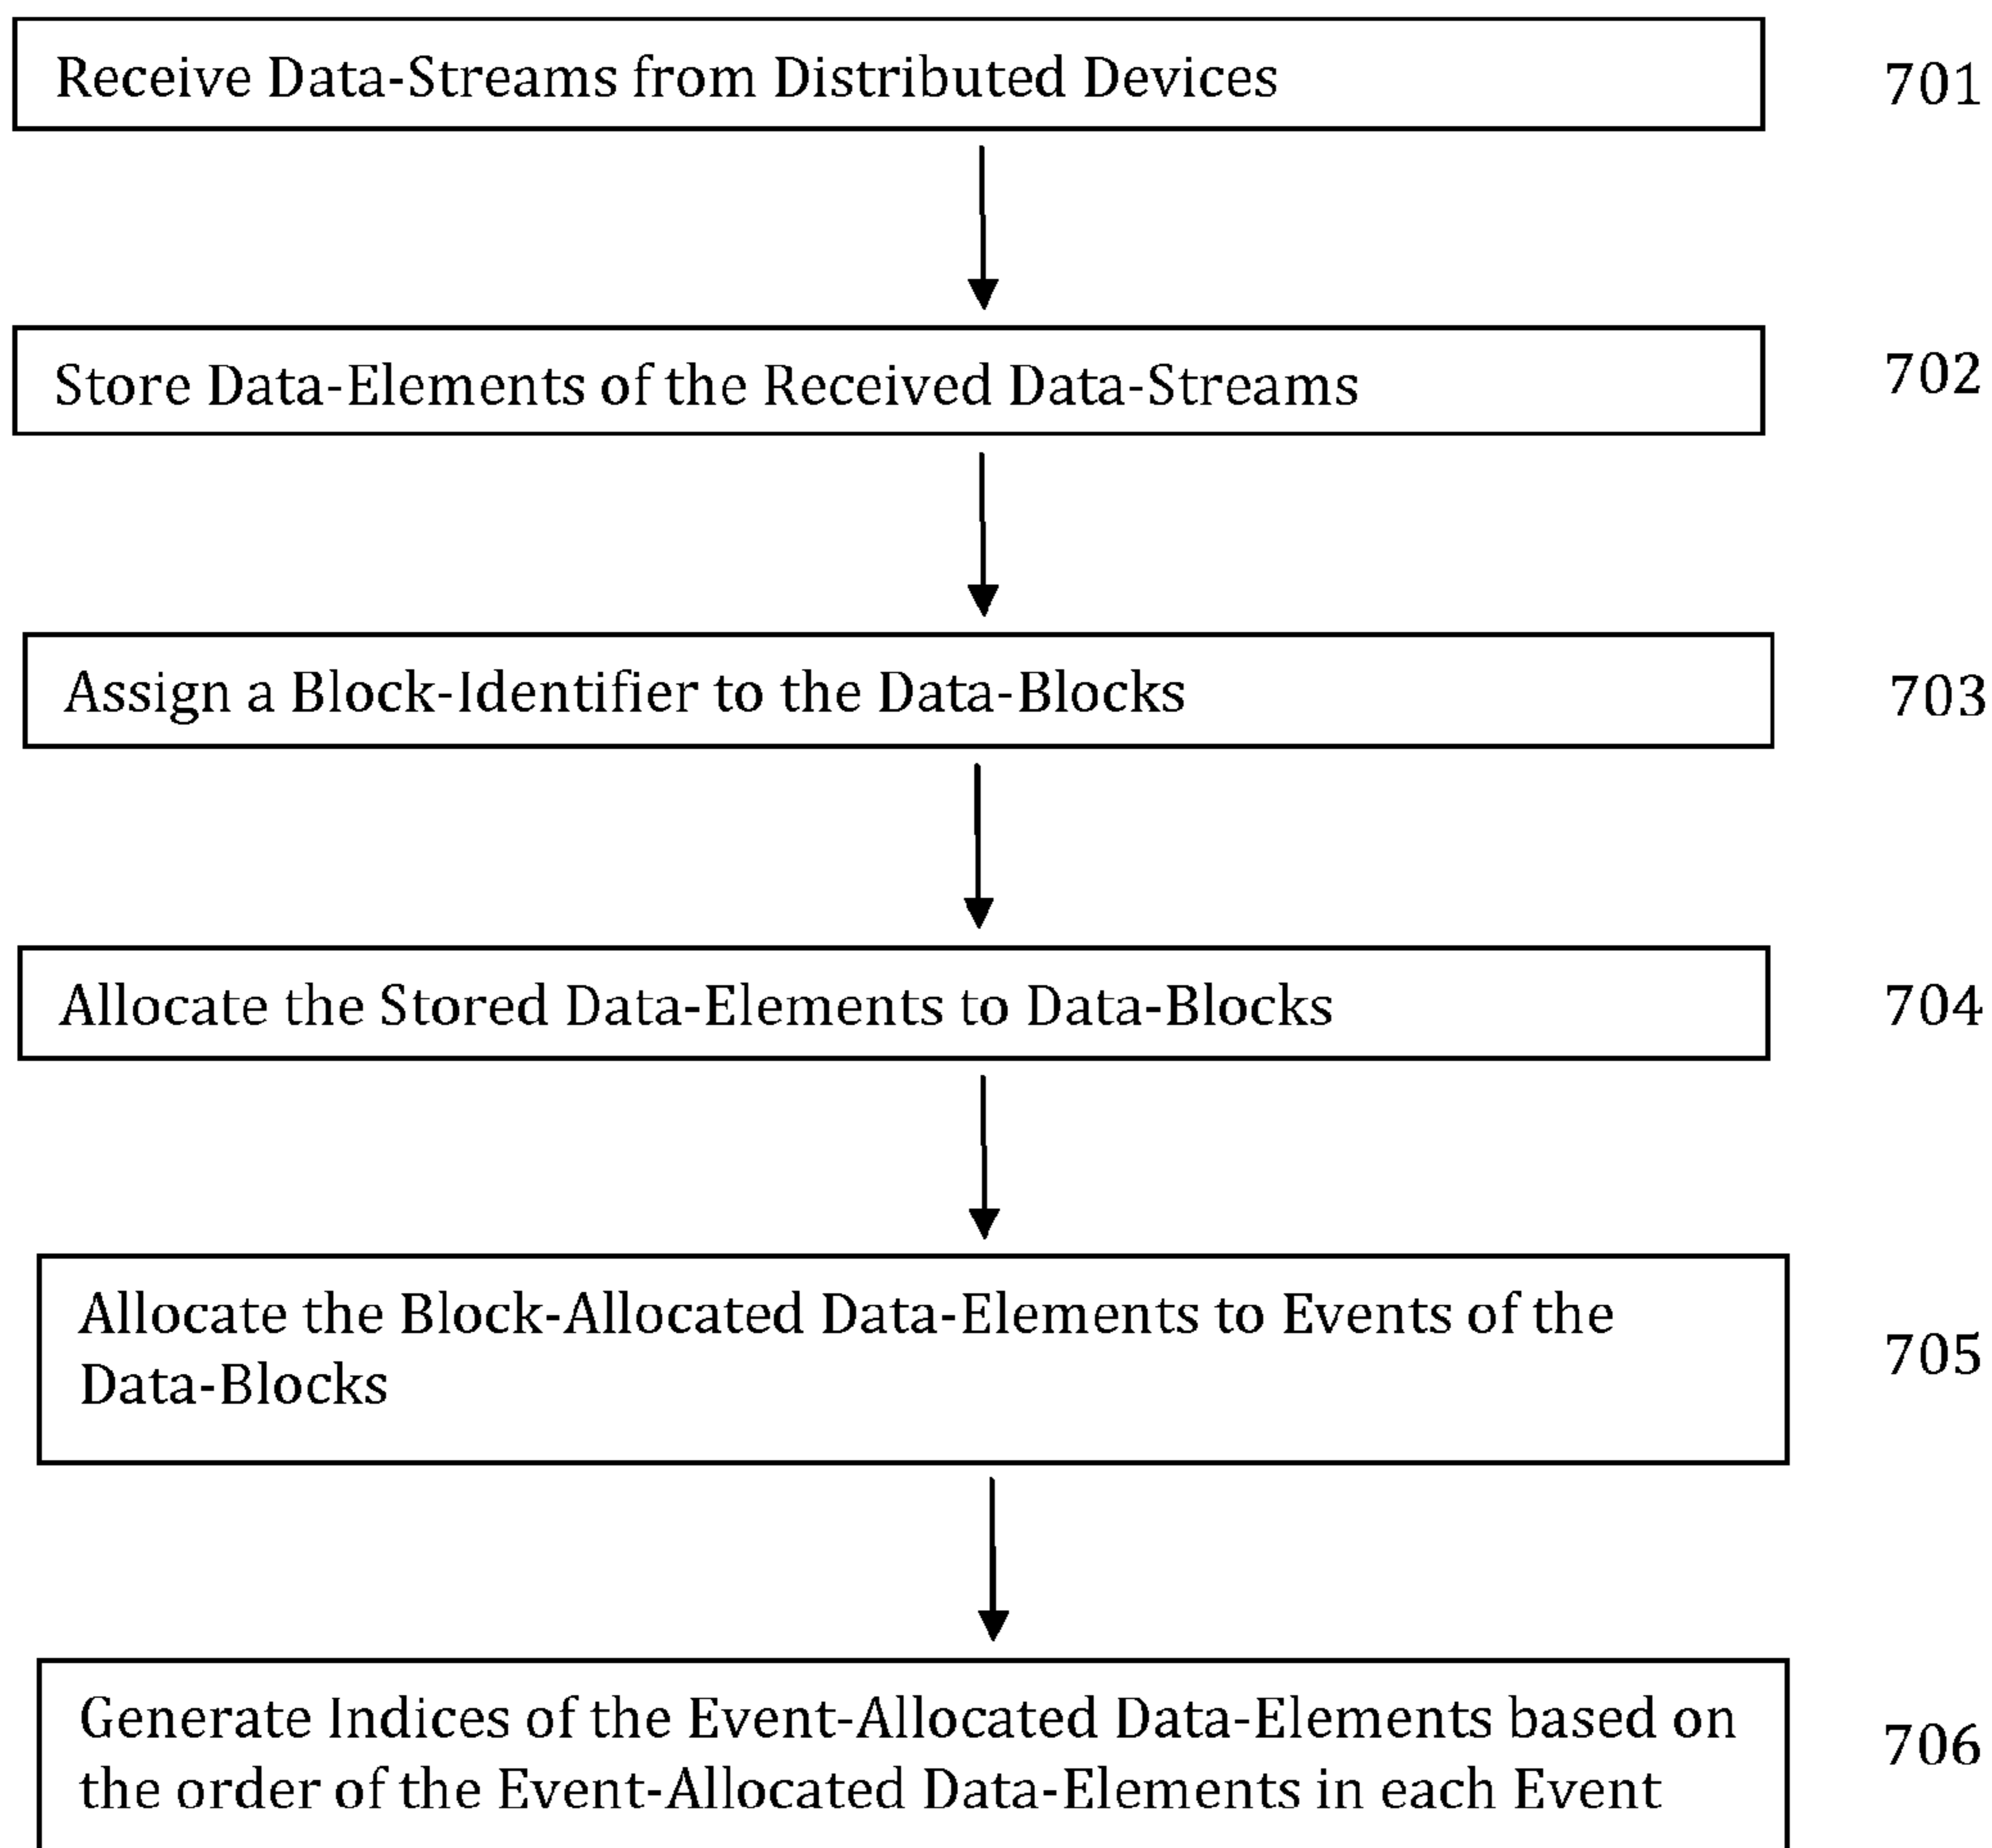 Receive Data-Streams from Distributed Devices
701
Store Data-Elements of the Received Data-Streams
702
Assign a Block-Identifier to the Data-Blocks
703
Allocate the Stored Data-Elements to Data-Blocks
704
Allocate the Block-Allocated Data-Elements to Events of the
Data-Blocks
705
Generate Indices of the Event-Allocated Data-Elements based on
the order of the Event-Allocated Data-Elements in each Event
706